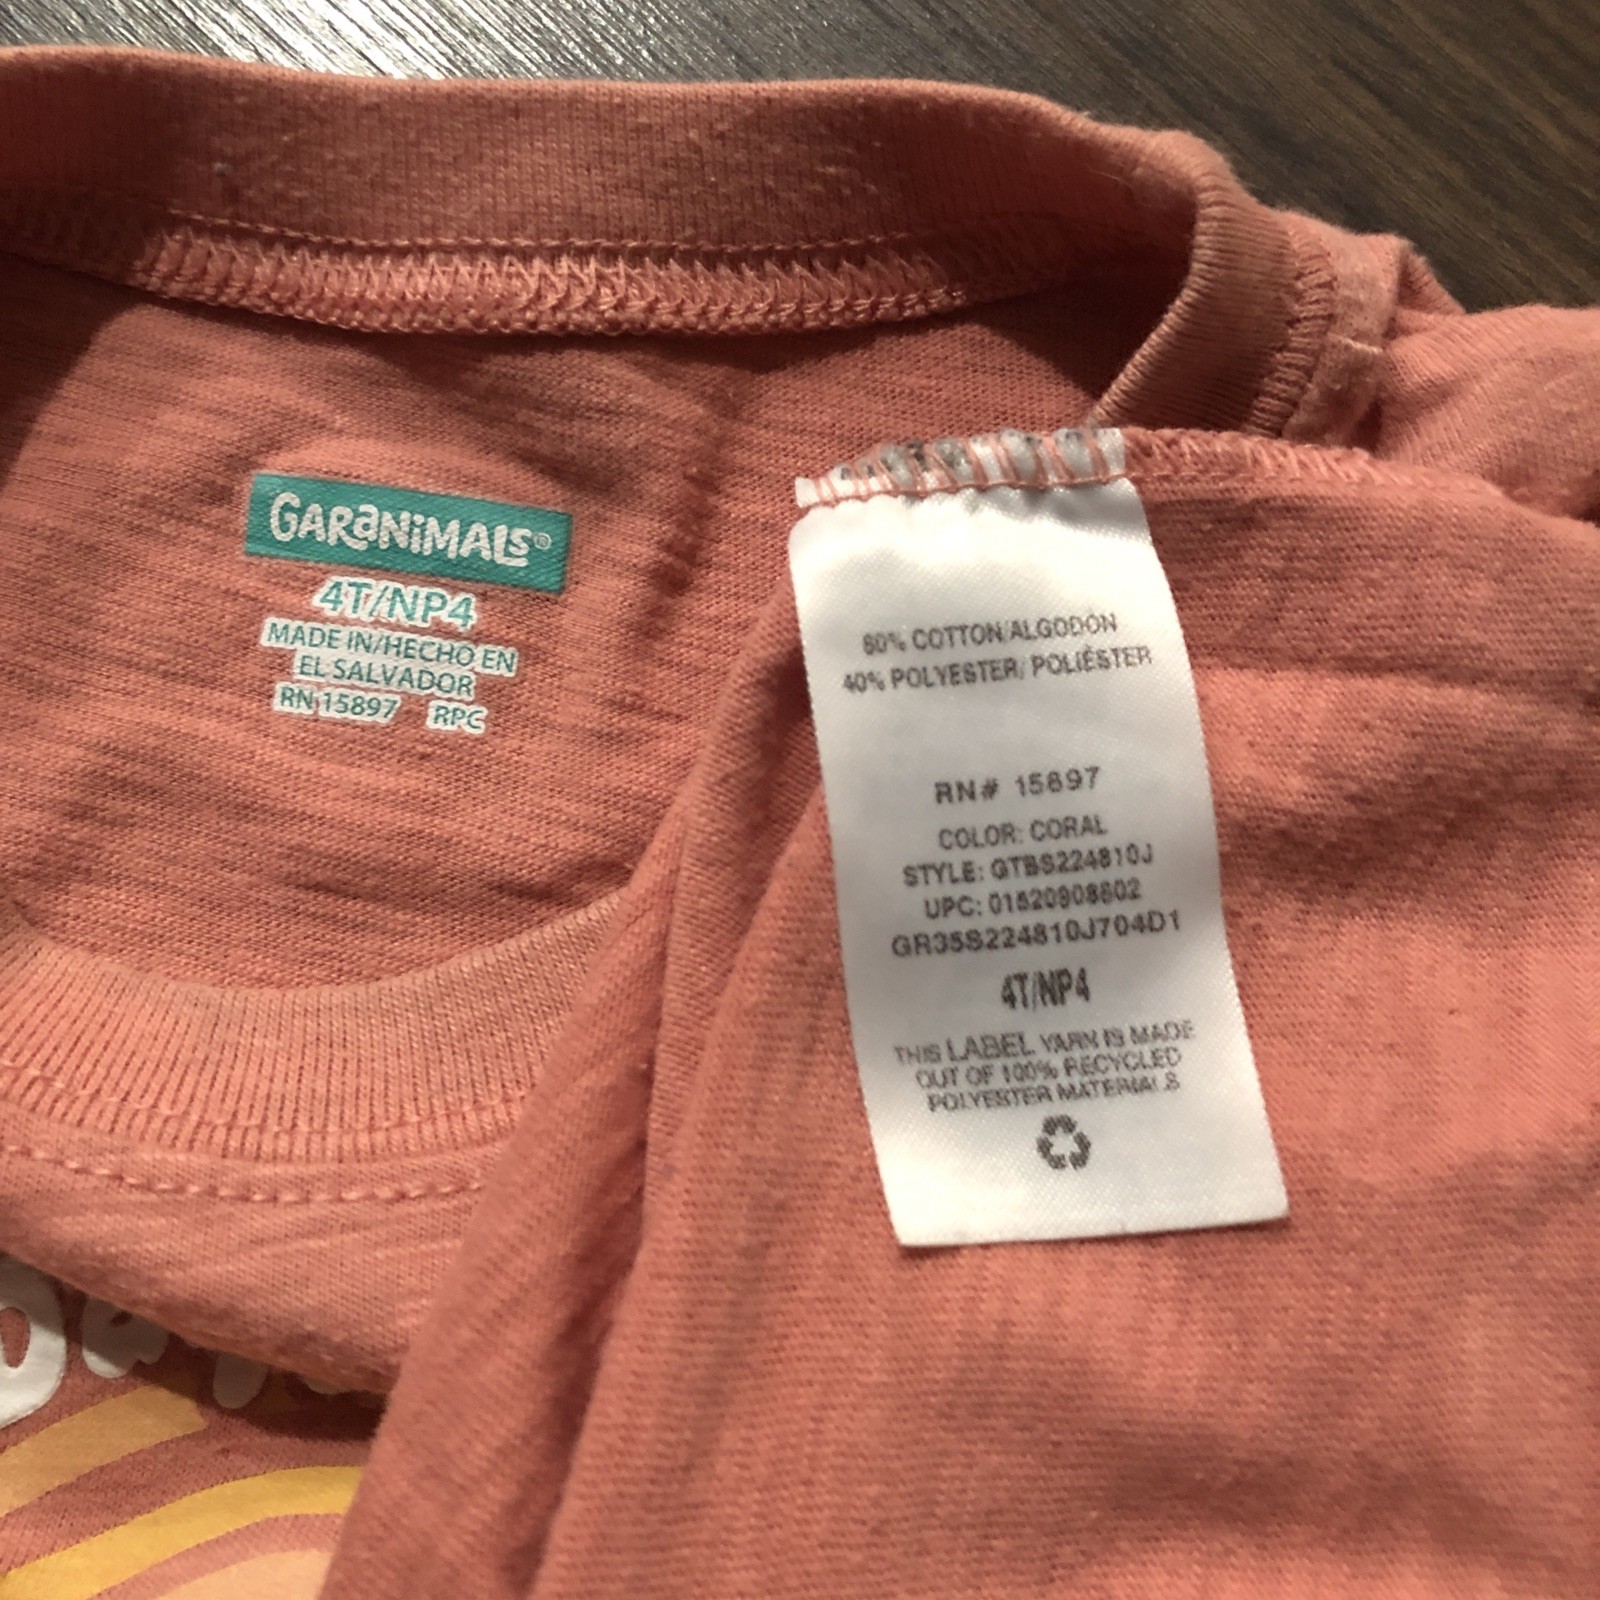 GARaNiMALs®
4T/NP4
MADE IN/HECHO EN
EL SALVADOR
RN 15897 RPC
60% COTTON/ALGODÓN
40% POLYESTER/ POLIÉSTER
RN# 15897
COLOR: CORAL
STYLE: GTBS224810J
UPC: 01520908602
GR35S224810J704D1
4T/NP4
THIS LABEL YARN IS MADE
OUT OF 100% RECYCLED
POLYESTER MATERIALS